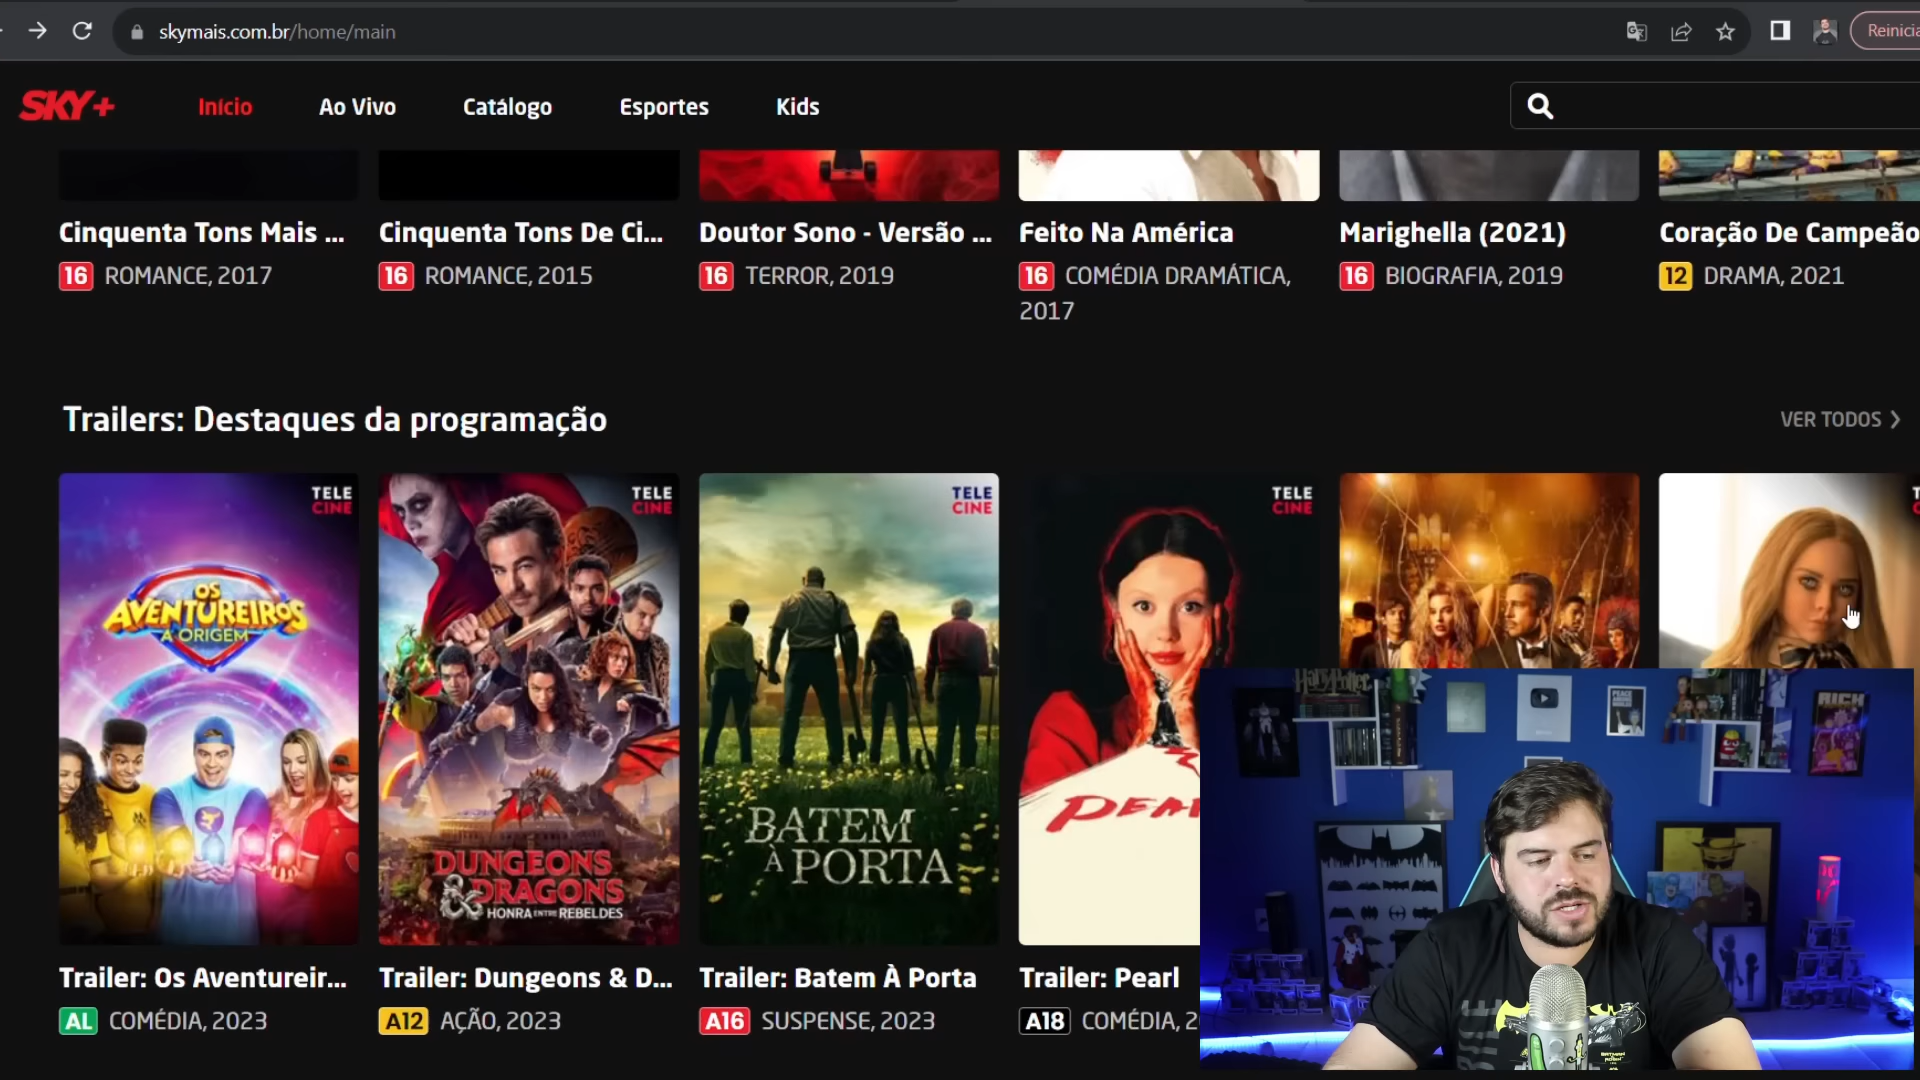 skymais.com.br/home/main
Reinicia
SKY+
Início
Ao Vivo
Catálogo
Esportes
Kids
Cinquenta Tons Mais ...
16 ROMANCE, 2017
Cinquenta Tons De Ci...
16 ROMANCE, 2015
Doutor Sono - Versão ...
16 TERROR, 2019
Feito Na América
16 COMÉDIA DRAMÁTICA,
2017
Marighella (2021)
16 BIOGRAFIA, 2019
Coração De Campeão
12 DRAMA, 2021
Trailers: Destaques da programação
VER TODOS
TELE
CINE
OS
AVENTUREIROS
A ORIGEM
TELE
CINE
DUNGEONS
& DRAGONS
HONRA ENTRE REBELDES
TELE
CINE
BATEM
À PORTA
TELE
CINE
PEA
Harry Potter
RICK
Trailer: Os Aventureir...
AL COMÉDIA, 2023
Trailer: Dungeons & D...
A12 AÇÃO, 2023
Trailer: Batem À Porta
A16 SUSPENSE, 2023
Trailer: Pearl
A18 COMÉDIA, 2